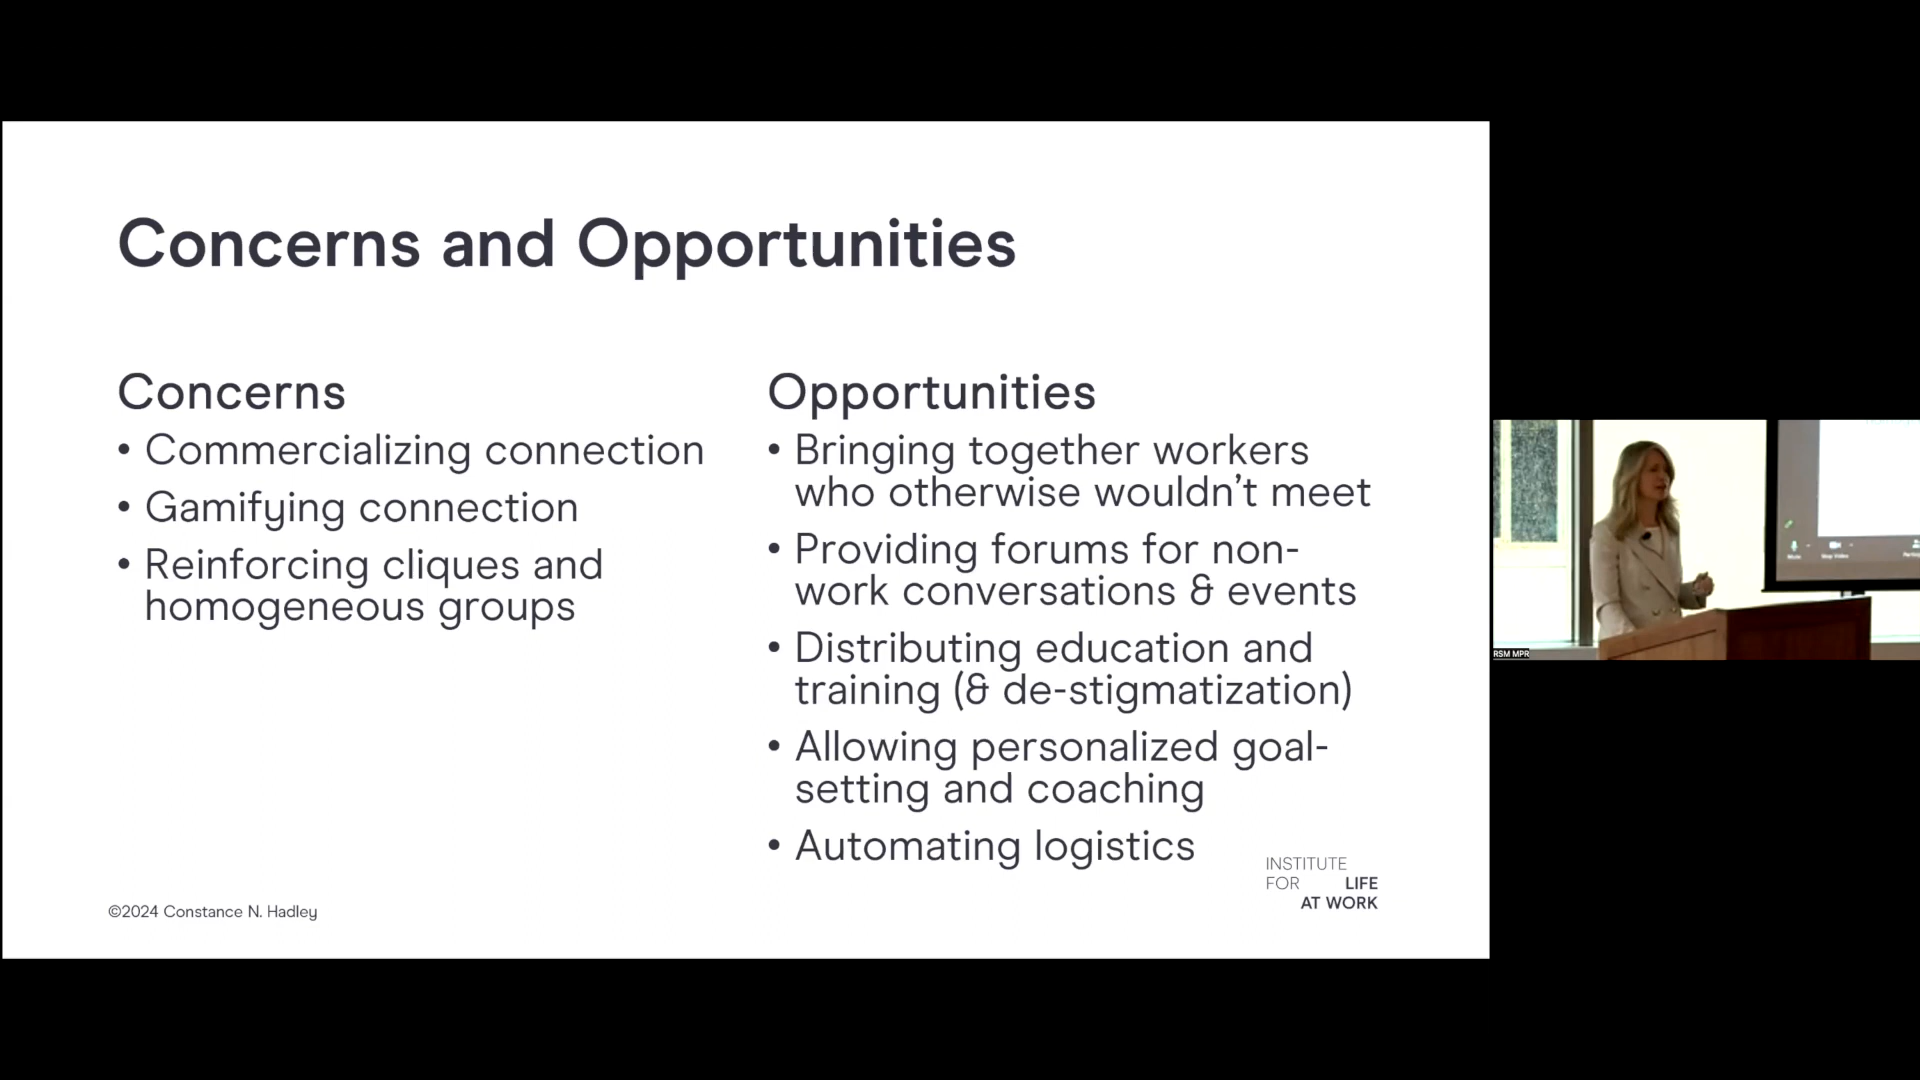 Concerns and Opportunities
Concerns
• Commercializing connection
• Gamifying connection
• Reinforcing cliques and
homogeneous groups
Opportunities
• Bringing together workers
who otherwise wouldn’t meet
• Providing forums for non-
work conversations & events
• Distributing education and
training (& de-stigmatization)
• Allowing personalized goal-
setting and coaching
• Automating logistics
©2024 Constance N. Hadley
INSTITUTE
FOR LIFE
AT WORK
RSM MPR